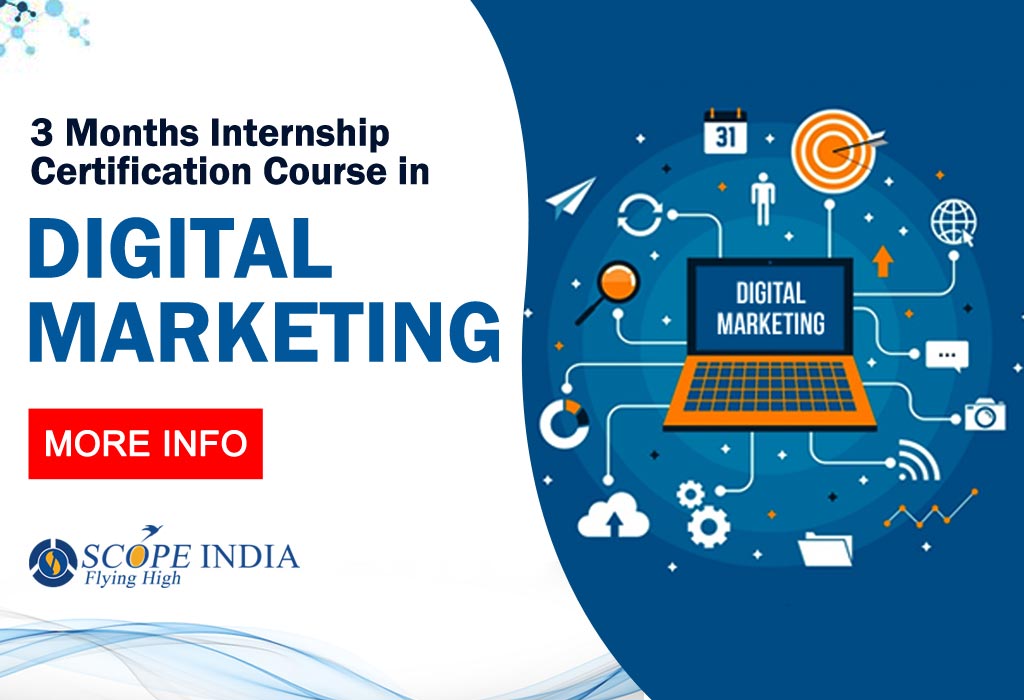 3 Months Internship
Certification Course in
DIGITAL
MARKETING
MORE INFO
SCOPE INDIA
Flying High
31
DIGITAL
MARKETING